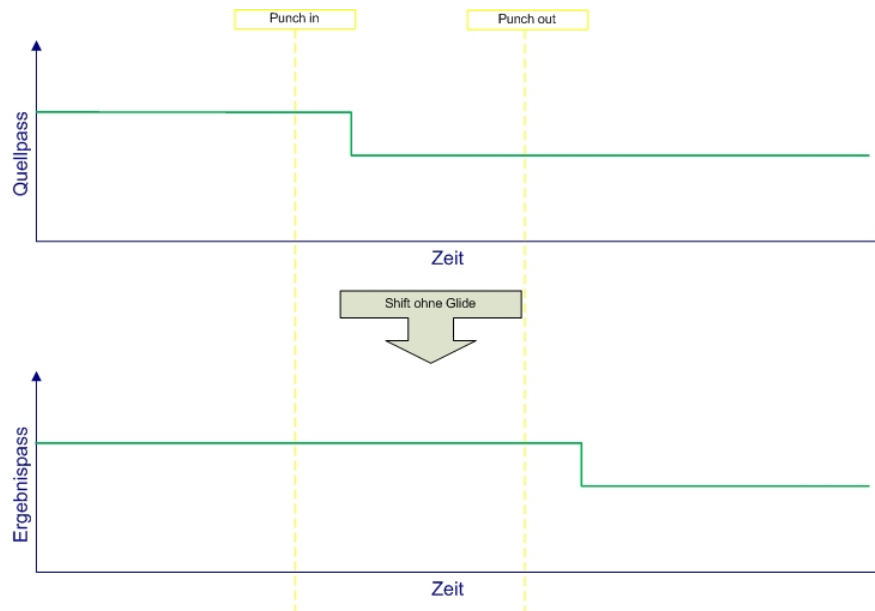 Punch in
Punch out
Quellpass
Zeit
Shift ohne Glide
Ergebnispass
Zeit